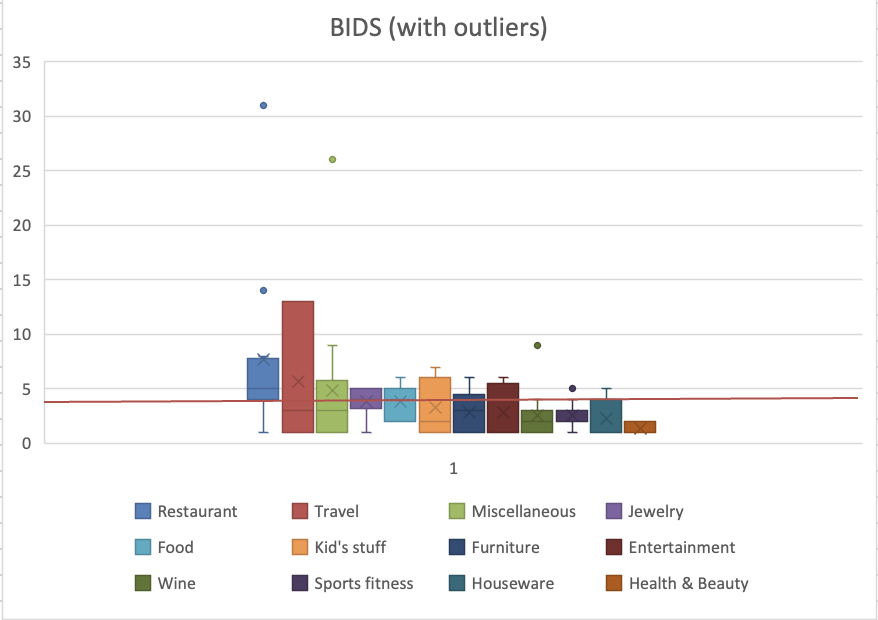 BIDS (with outliers)
35
30
25
20
15
10
5
0
1
Restaurant Travel Miscellaneous Jewelry
Food Kid's stuff Furniture Entertainment
Wine Sports fitness Houseware Health & Beauty